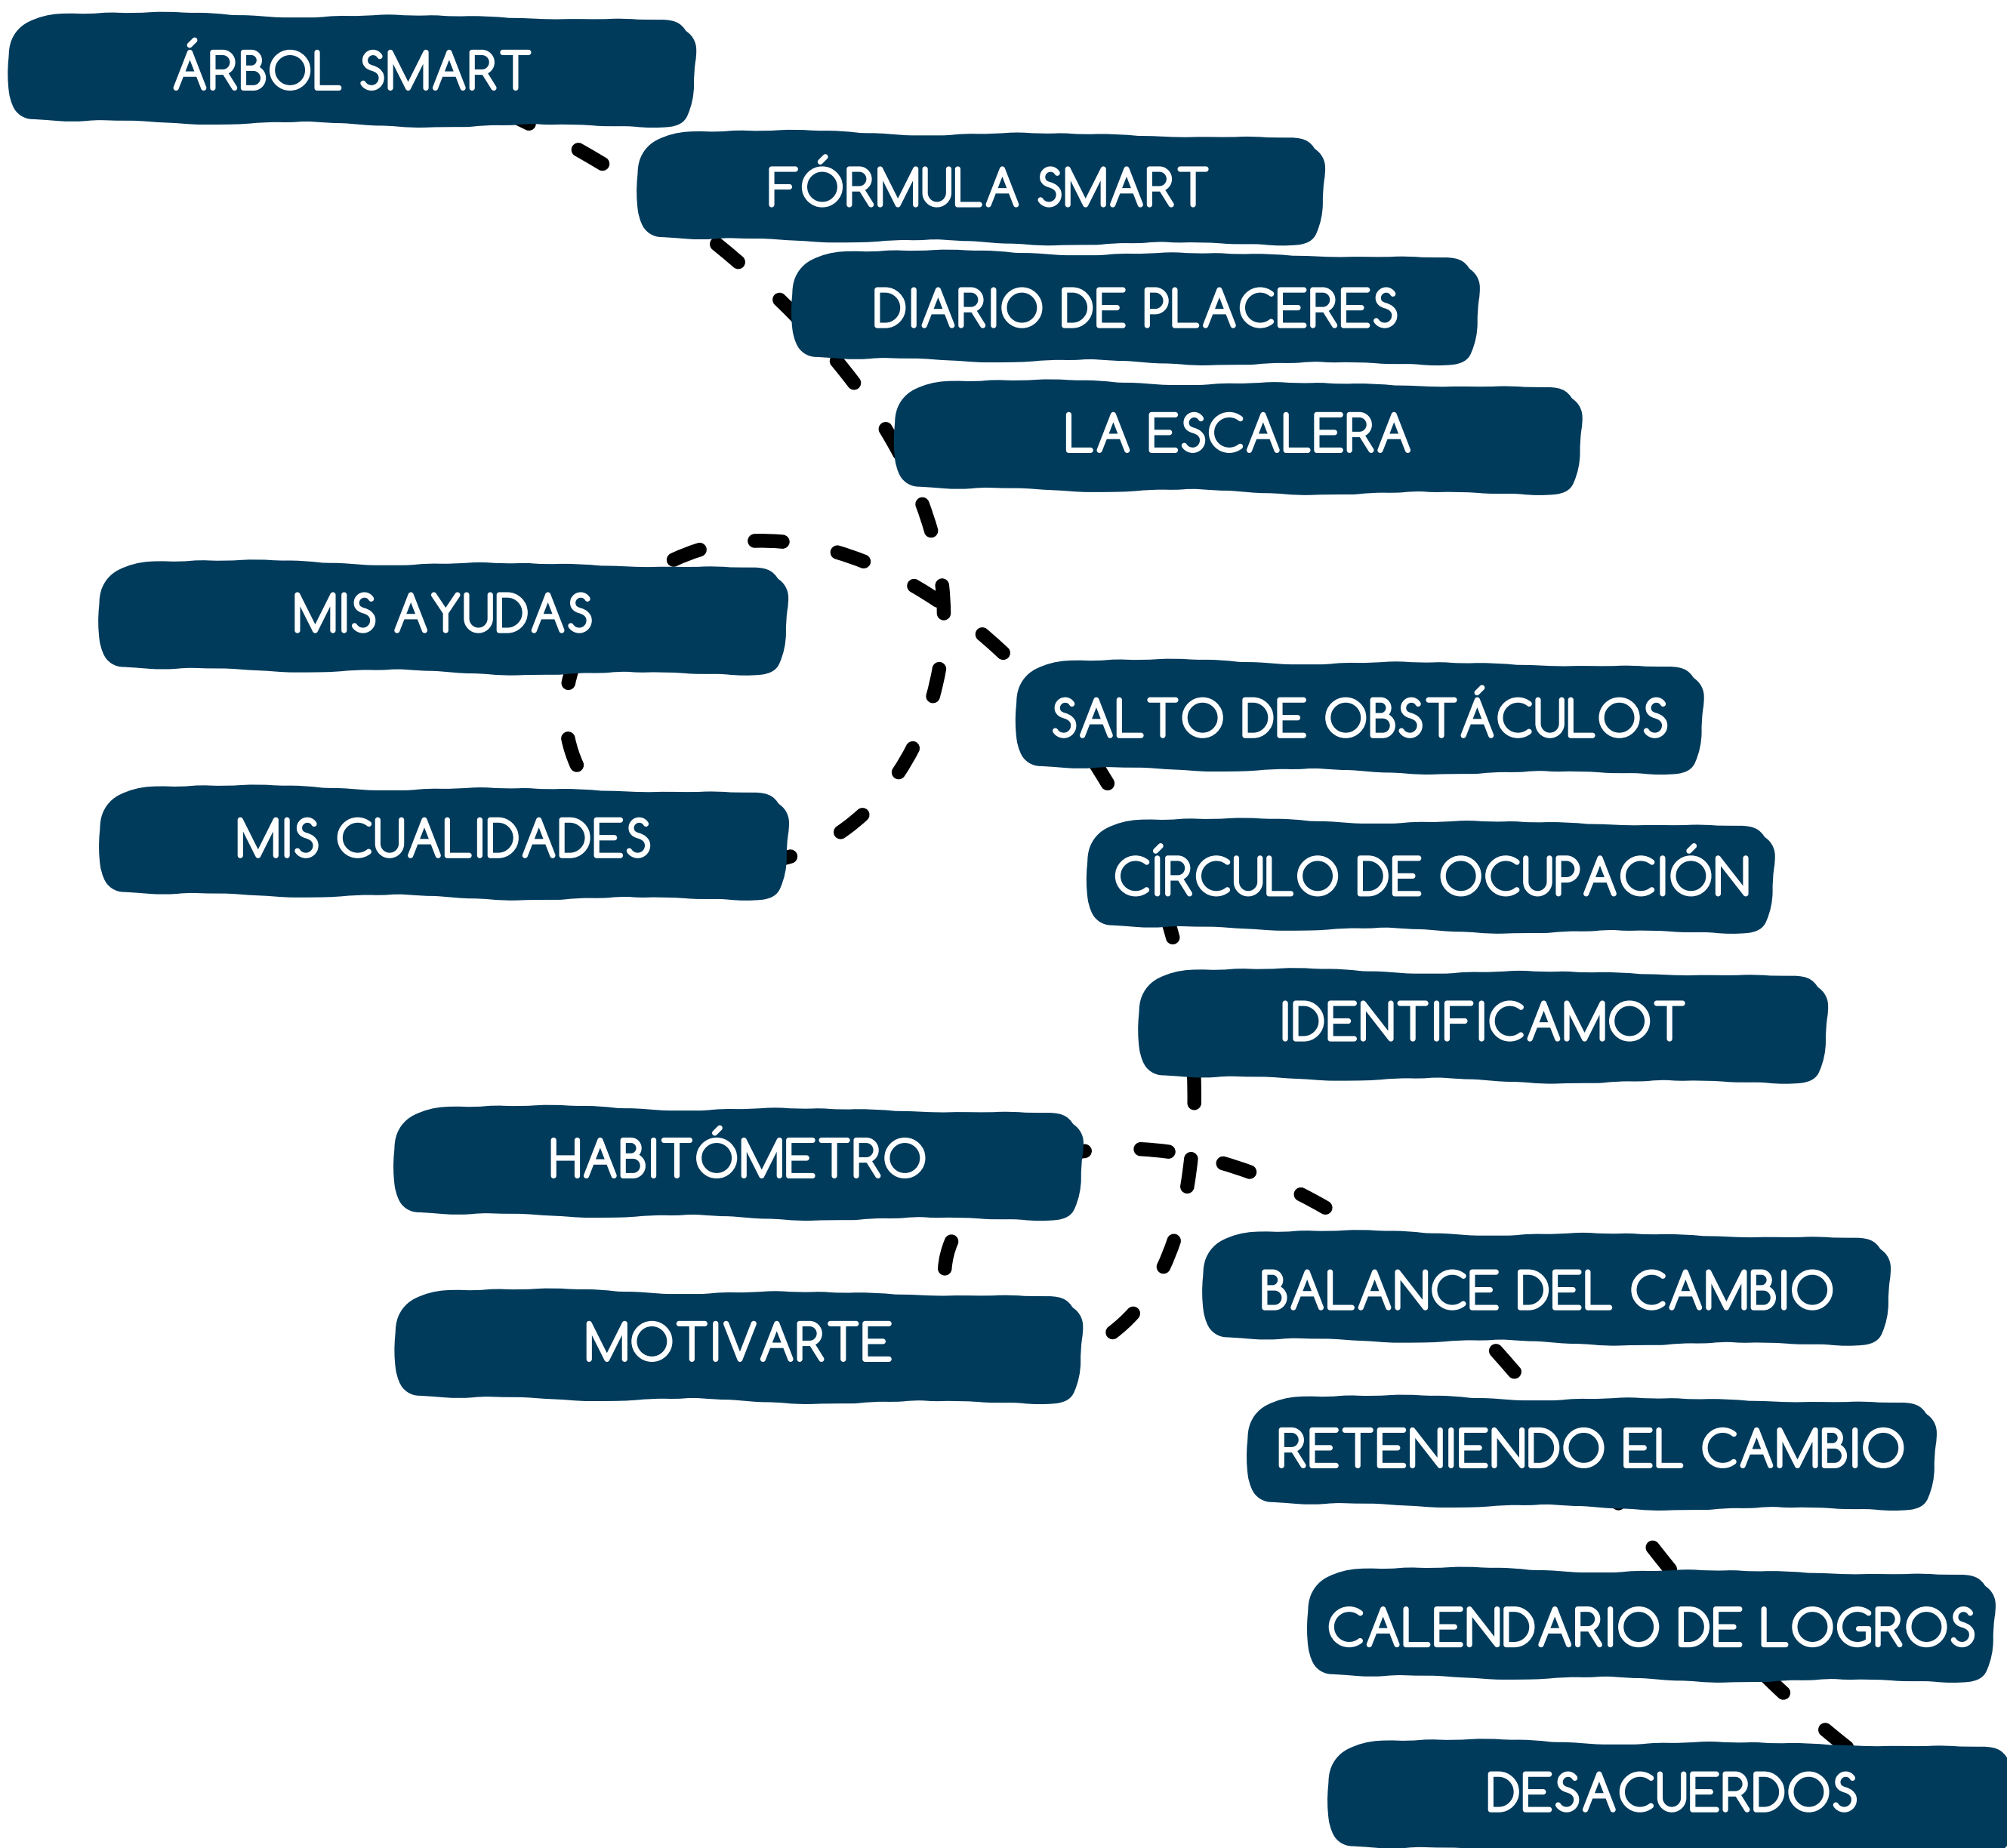 ÁRBOL SMART
FÓRMULA SMART
DIARIO DE PLACERES
LA ESCALERA
MIS AYUDAS
SALTO DE OBSTÁCULOS
MIS CUALIDADES
CÍRCULO DE OCUPACIÓN
IDENTIFICAMOT
HABITÓMETRO
BALANCE DEL CAMBIO
MOTIVARTE
RETENIENDO EL CAMBIO
CALENDARIO DE LOGROS
DESACUERDOS